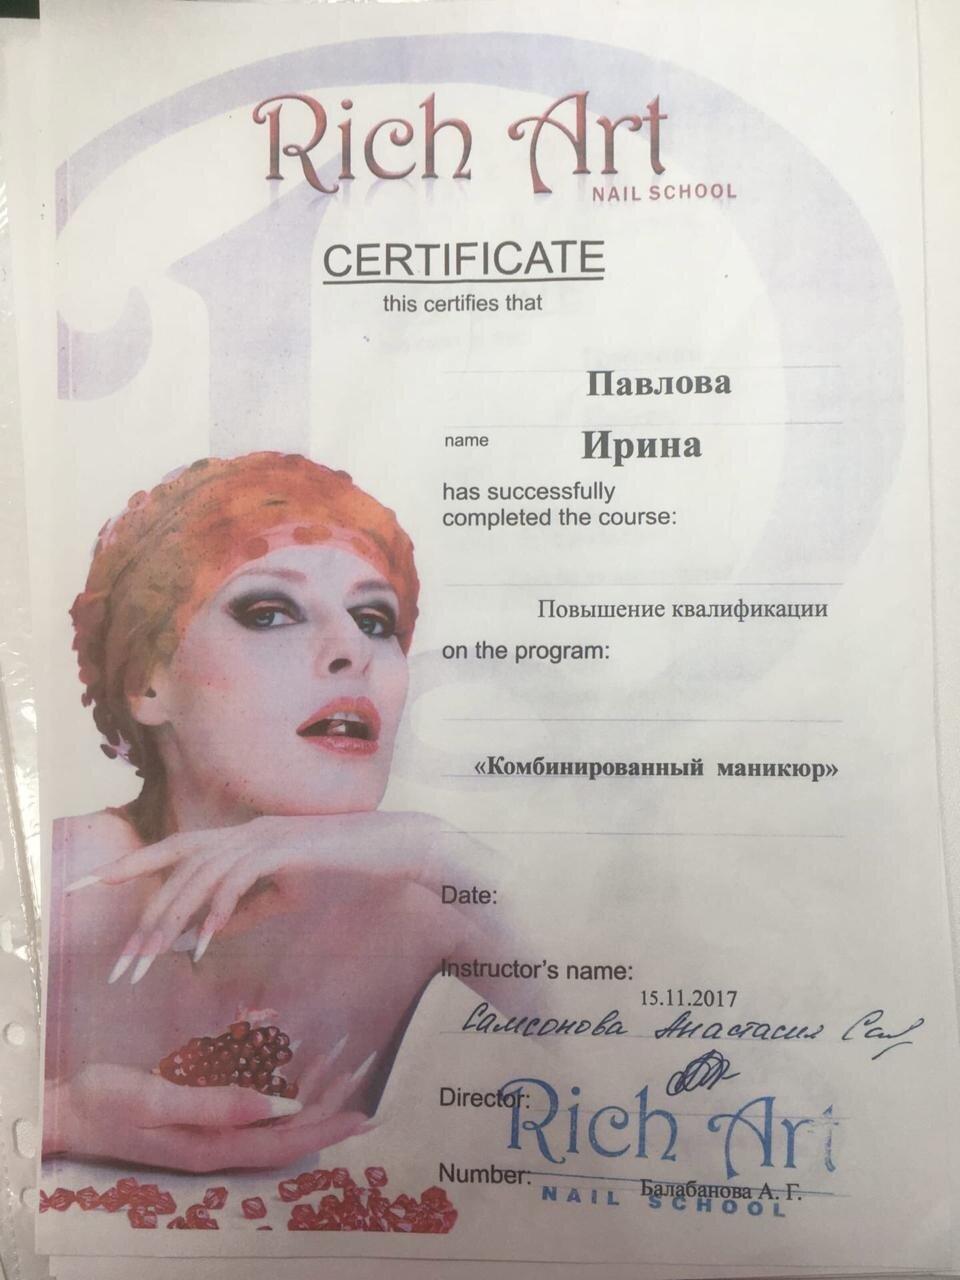 Rich Art
NAIL SCHOOL
CERTIFICATE
this certifies that
Павлова
name Ирина
has successfully
completed the course:
Повышение квалификации
on the program:
«Комбинированный маникюр»
Date:
Instructor's name:
15.11.2017
Самсонова Анастасия
Director:
Rich Art
Number:
Балабанова А. Г.
NAIL SCHOOL